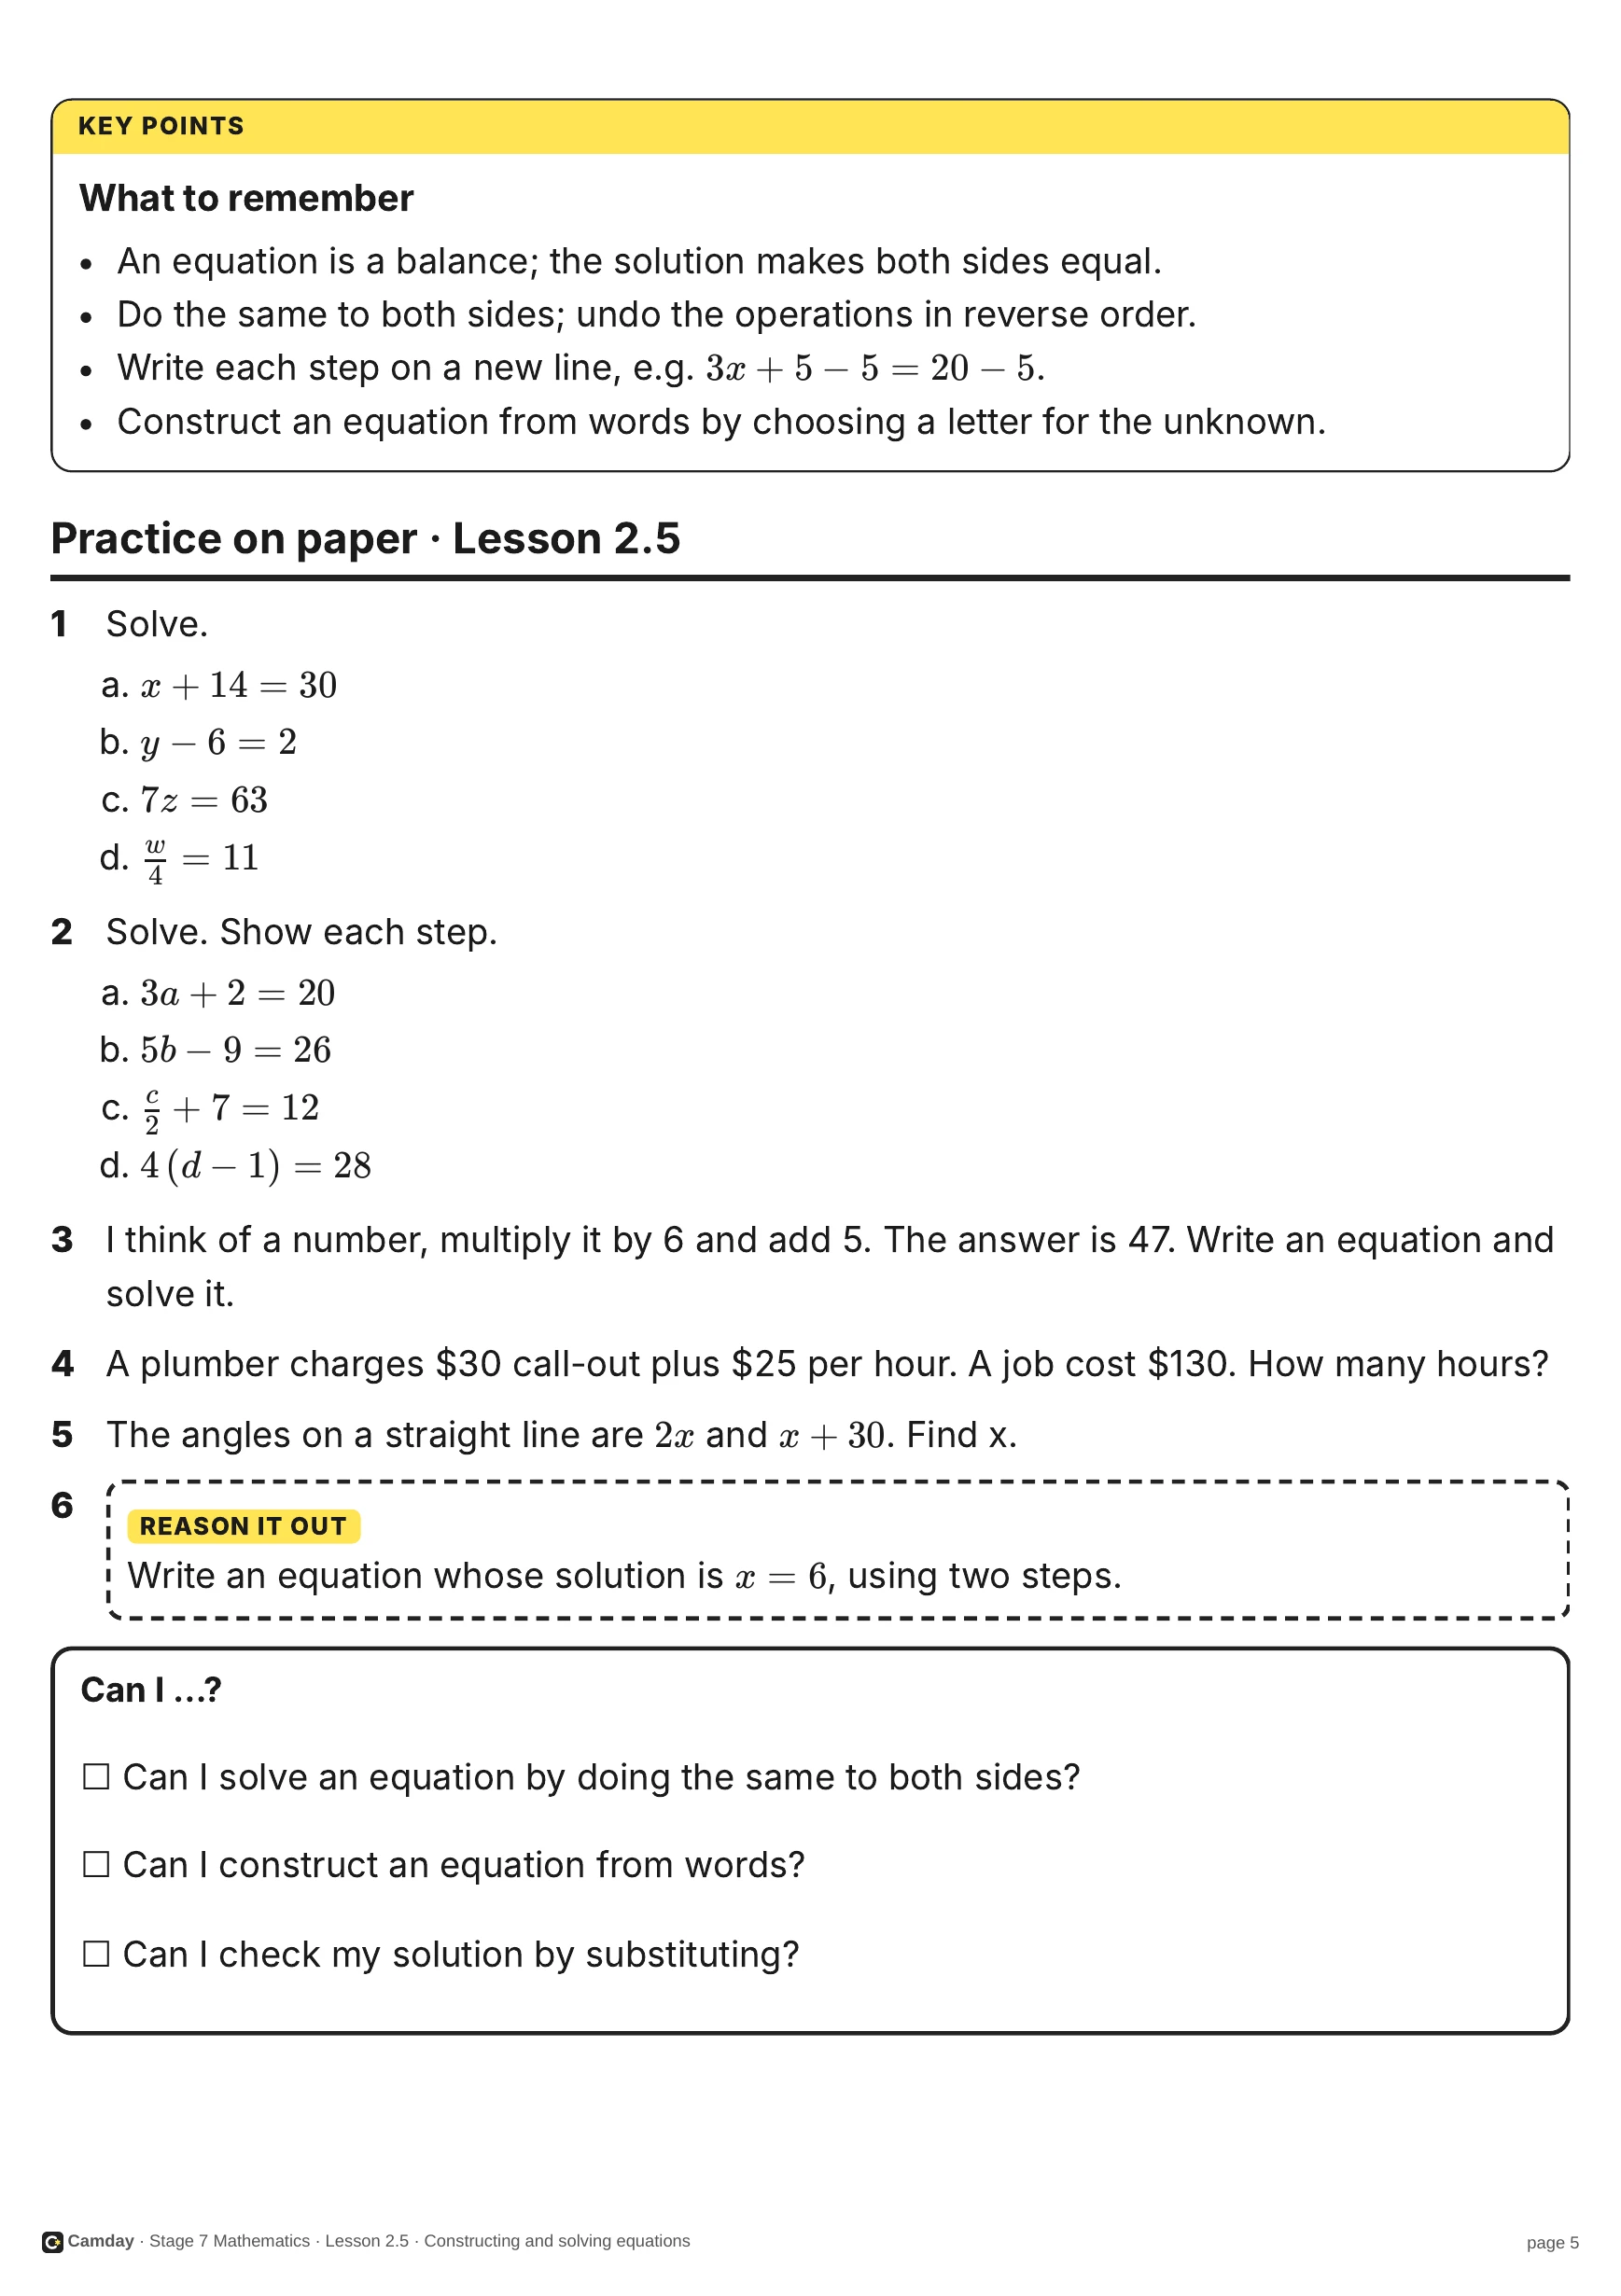 KEY POINTS
What to remember
• An equation is a balance; the solution makes both sides equal.
• Do the same to both sides; undo the operations in reverse order.
• Write each step on a new line, e.g. 3x + 5 − 5 = 20 − 5.
• Construct an equation from words by choosing a letter for the unknown.
Practice on paper · Lesson 2.5
1 Solve.
a. x + 14 = 30
b. y − 6 = 2
c. 7z = 63
d. w/4 = 11
2 Solve. Show each step.
a. 3a + 2 = 20
b. 5b − 9 = 26
c. c/2 + 7 = 12
d. 4(d − 1) = 28
3 I think of a number, multiply it by 6 and add 5. The answer is 47. Write an equation and
solve it.
4 A plumber charges $30 call-out plus $25 per hour. A job cost $130. How many hours?
5 The angles on a straight line are 2x and x + 30. Find x.
6 REASON IT OUT
Write an equation whose solution is x = 6, using two steps.
Can I ...?
☐ Can I solve an equation by doing the same to both sides?
☐ Can I construct an equation from words?
☐ Can I check my solution by substituting?
Camday · Stage 7 Mathematics · Lesson 2.5 · Constructing and solving equations page 5